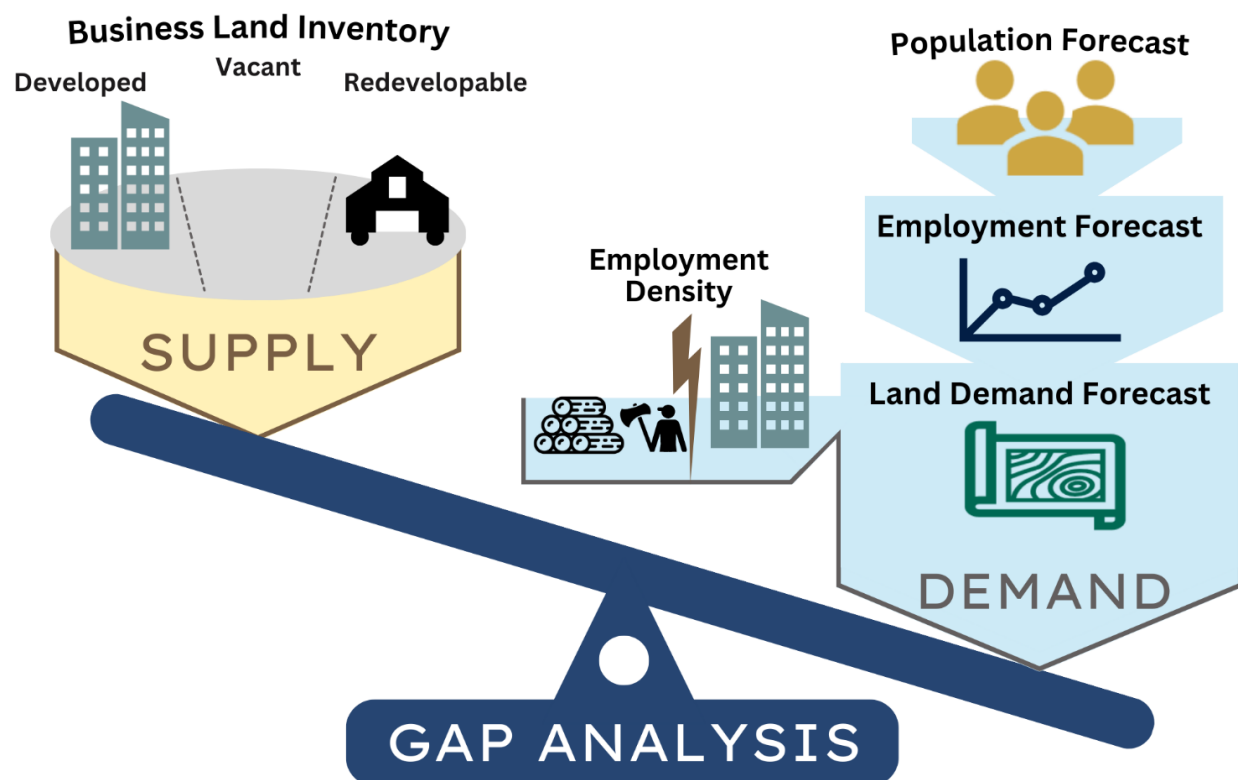 Business Land Inventory
Developed
Vacant
Redevelopable
SUPPLY
Employment
Density
Population Forecast
Employment Forecast
Land Demand Forecast
DEMAND
GAP ANALYSIS